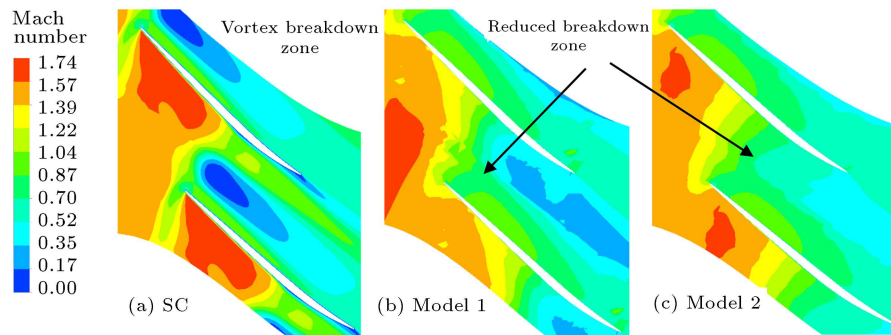 Mach
number
1.74
1.57
1.39
1.22
1.04
0.87
0.70
0.52
0.35
0.17
0.00
Vortex breakdown
zone
Reduced breakdown
zone
(a) SC
(b) Model 1
(c) Model 2